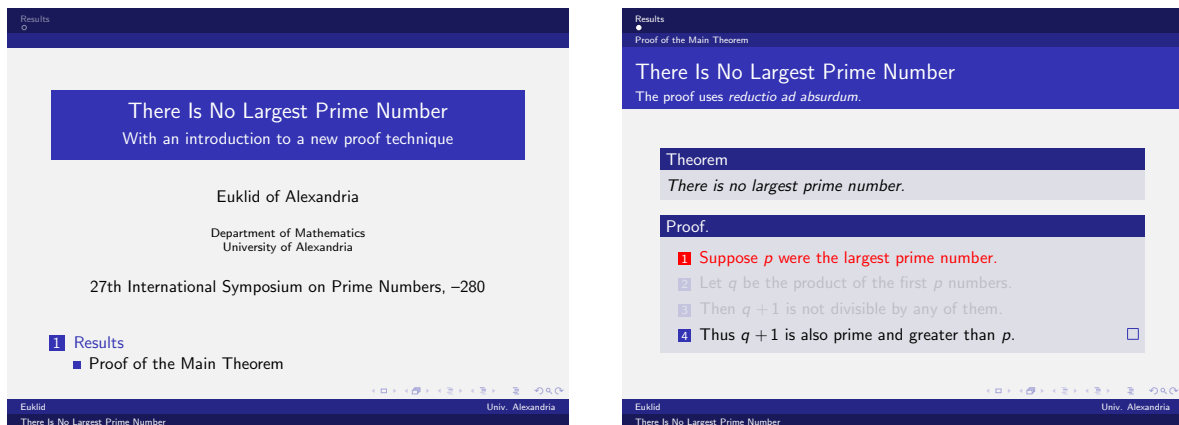 Results
There Is No Largest Prime Number
With an introduction to a new proof technique
Euklid of Alexandria
Department of Mathematics
University of Alexandria
27th International Symposium on Prime Numbers, –280
1 Results
Proof of the Main Theorem
Euklid Univ. Alexandria
There Is No Largest Prime Number
Results
Proof of the Main Theorem
There Is No Largest Prime Number
The proof uses reductio ad absurdum.
Theorem
There is no largest prime number.
Proof.
1 Suppose p were the largest prime number.
2 Let q be the product of the first p numbers.
3 Then q + 1 is not divisible by any of them.
4 Thus q + 1 is also prime and greater than p.
Euklid Univ. Alexandria
There Is No Largest Prime Number